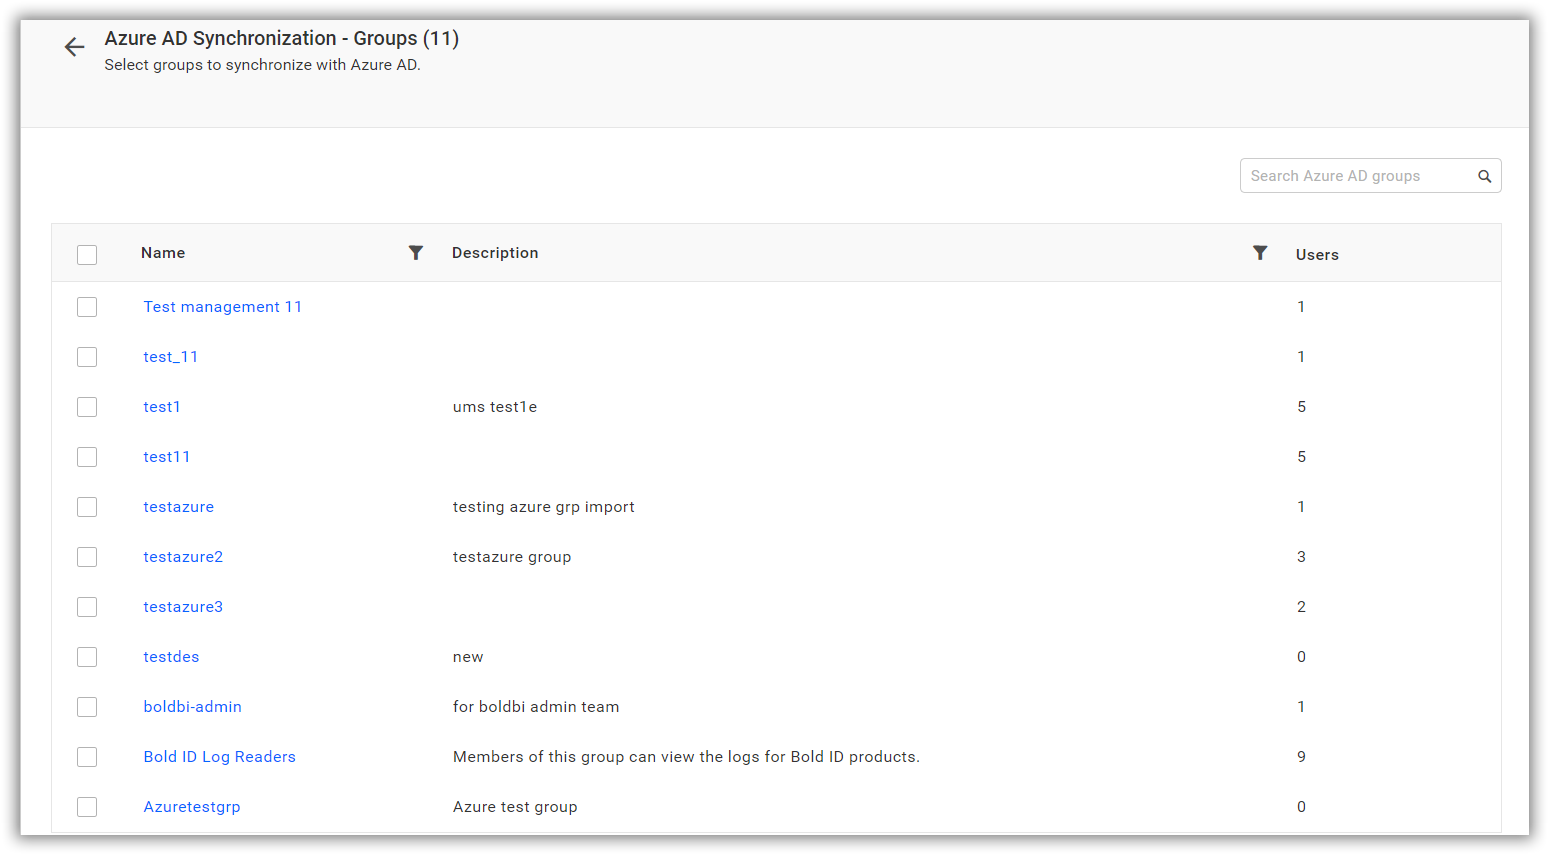 Azure AD Synchronization - Groups (11)
Select groups to synchronize with Azure AD.
Search Azure AD groups
Name Description Users
Test management 11 1
test_11 1
test1 ums test1e 5
test11 5
testazure testing azure grp import 1
testazure2 testazure group 3
testazure3 2
testdes new 0
boldbi-admin for boldbi admin team 1
Bold ID Log Readers Members of this group can view the logs for Bold ID products. 9
Azuretestgrp Azure test group 0